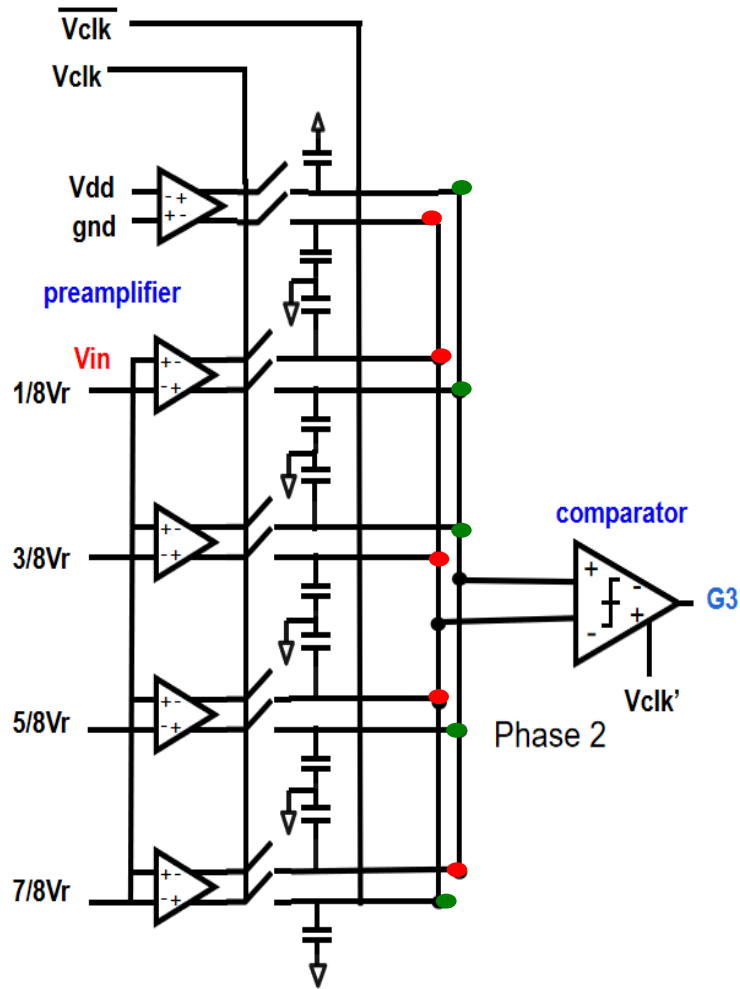 Vclk
Vclk
Vdd
- +
gnd
+ -
preamplifier
Vin
+ -
1/8Vr
- +
+ -
3/8Vr
- +
comparator
+
-
G3
+
-
Vclk’
+ -
5/8Vr
- +
Phase 2
+ -
7/8Vr
- +